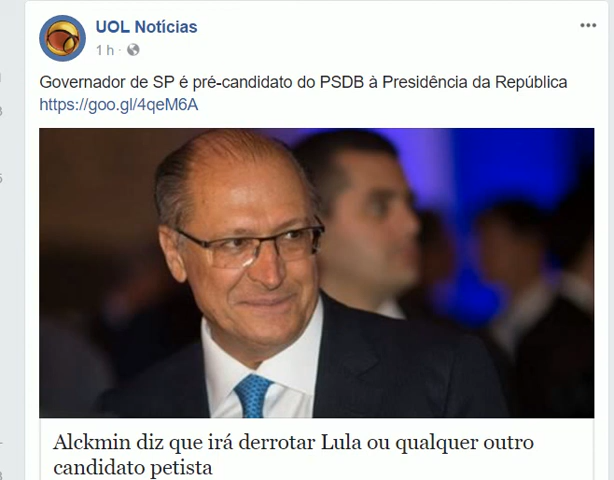 UOL Notícias
1 h ·
Governador de SP é pré-candidato do PSDB à Presidência da República
https://goo.gl/4qeM6A
Alckmin diz que irá derrotar Lula ou qualquer outro
candidato petista